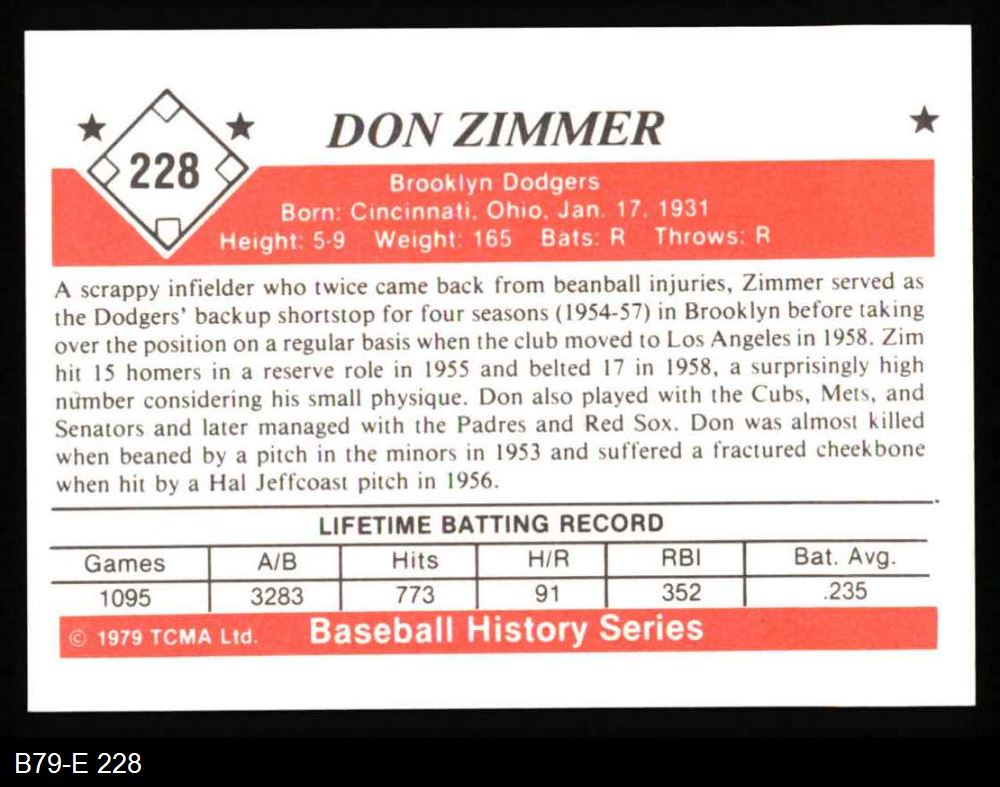 228
DON ZIMMER
Brooklyn Dodgers
Born: Cincinnati, Ohio, Jan. 17, 1931
Height: 5-9 Weight: 165 Bats: R Throws: R
A scrappy infielder who twice came back from beanball injuries, Zimmer served as
the Dodgers' backup shortstop for four seasons (1954-57) in Brooklyn before taking
over the position on a regular basis when the club moved to Los Angeles in 1958. Zim
hit 15 homers in a reserve role in 1955 and belted 17 in 1958, a surprisingly high
number considering his small physique. Don also played with the Cubs, Mets, and
Senators and later managed with the Padres and Red Sox. Don was almost killed
when beaned by a pitch in the minors in 1953 and suffered a fractured cheekbone
when hit by a Hal Jeffcoast pitch in 1956.
LIFETIME BATTING RECORD
Games A/B Hits H/R RBI Bat. Avg.
1095 3283 773 91 352 .235
© 1979 TCMA Ltd. Baseball History Series
B79-E 228